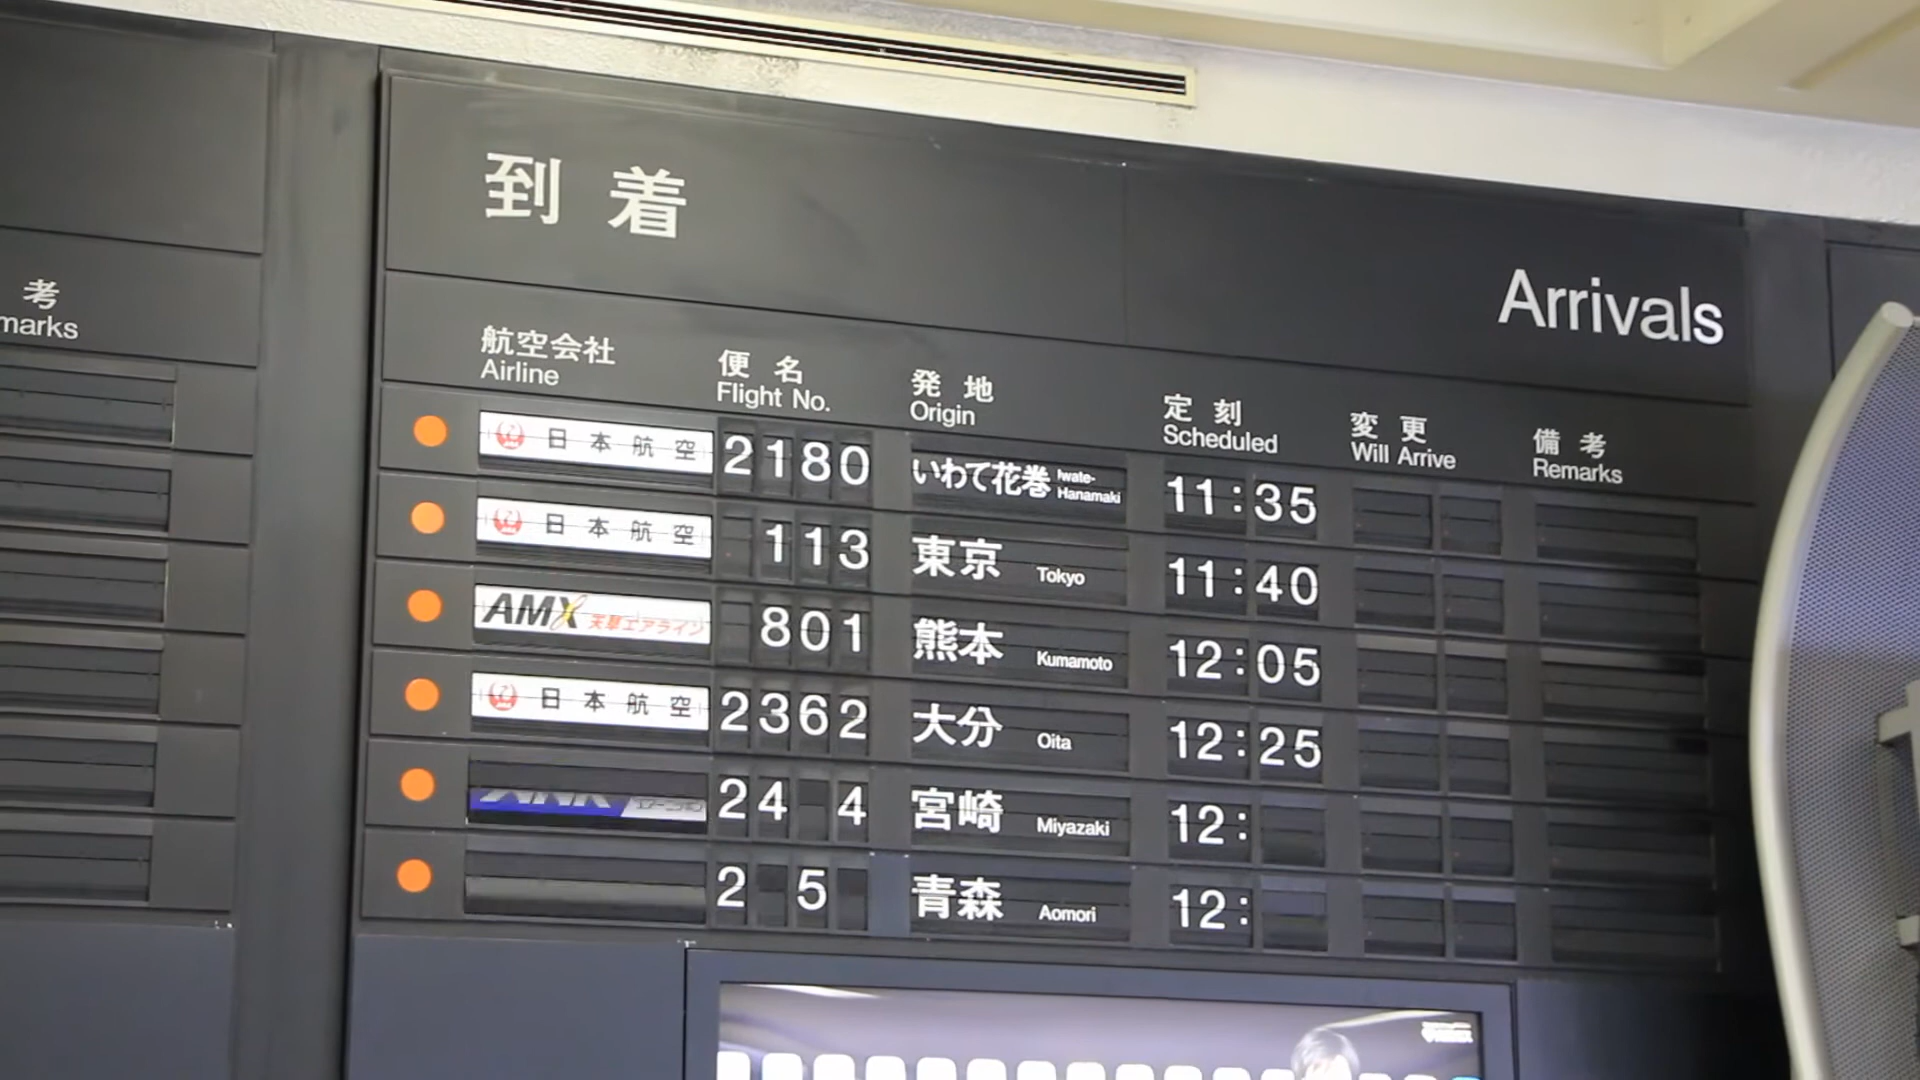 考
marks
到着
Arrivals
航空会社 便名 発地 定刻 変更 備考
Airline Flight No. Origin Scheduled Will Arrive Remarks
日本航空 2180 いわて花巻 Iwate-Hanamaki 11:35
日本航空 113 東京 Tokyo 11:40
AMX 天草エアライン 801 熊本 Kumamoto 12:05
日本航空 2362 大分 Oita 12:25
24 4 宮崎 Miyazaki 12:
2 5 青森 Aomori 12: